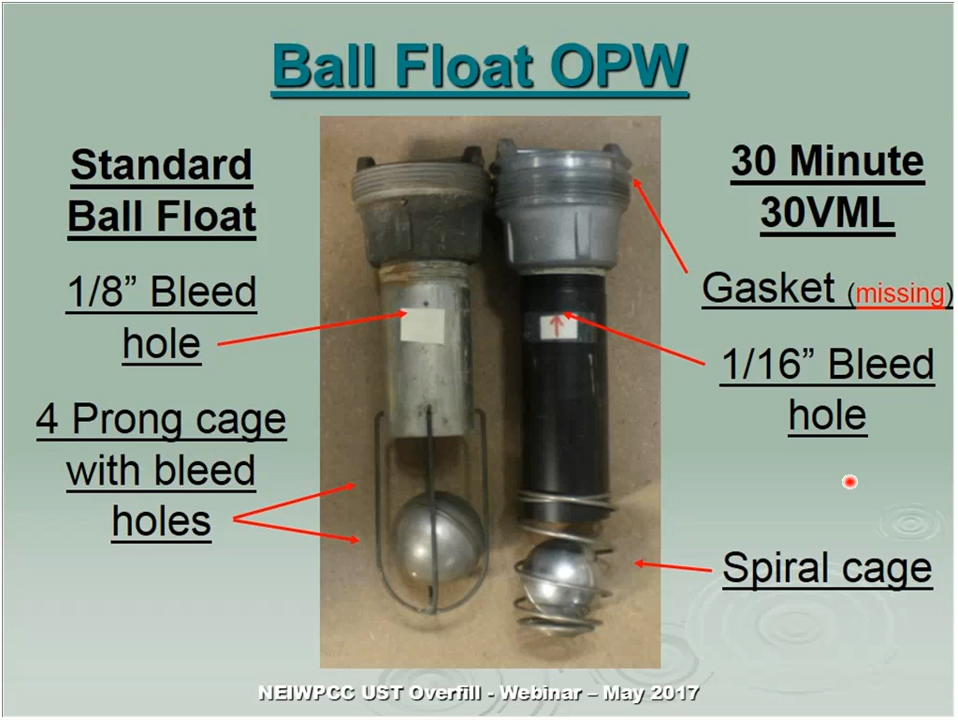 Ball Float OPW
Standard
Ball Float
1/8” Bleed
hole
4 Prong cage
with bleed
holes
30 Minute
30VML
Gasket (missing)
1/16” Bleed
hole
Spiral cage
NEIWPCC UST Overfill - Webinar – May 2017